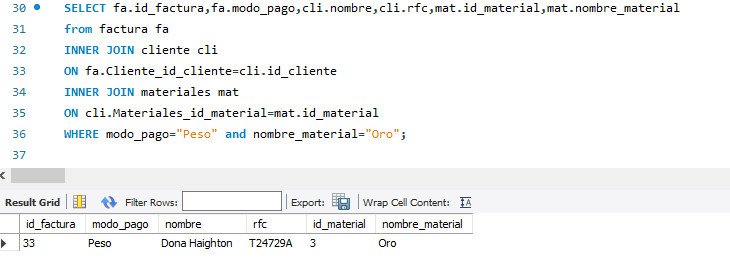 30 SELECT fa.id_factura,fa.modo_pago,cli.nombre,cli.rfc,mat.id_material,mat.nombre_material
31 from factura fa
32 INNER JOIN cliente cli
33 ON fa.Cliente_id_cliente=cli.id_cliente
34 INNER JOIN materiales mat
35 ON cli.Materiales_id_material=mat.id_material
36 WHERE modo_pago="Peso" and nombre_material="Oro";
37
Result Grid Filter Rows: Export: Wrap Cell Content: IA
id_factura modo_pago nombre rfc id_material nombre_material
33 Peso Dona Haighton T24729A 3 Oro